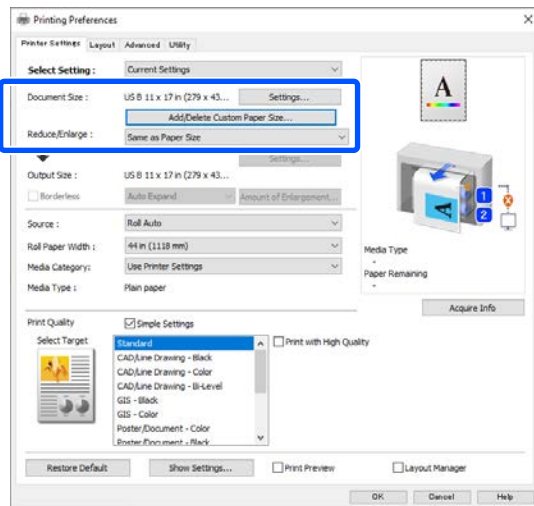 Printing Preferences
Printer Settings Layout Advanced Utility
Select Setting : Current Settings
Document Size : US B 11 x 17 in (279 x 43... Settings...
Add/Delete Custom Paper Size...
Reduce/Enlarge : Same as Paper Size
Settings...
Output Size : US B 11 x 17 in (279 x 43...
Borderless Auto Expand Amount of Enlargement...
Source : Roll Auto
Roll Paper Width : 44 in (1118 mm)
Media Category: Use Printer Settings
Media Type : Plain paper
A
A
1
2
Media Type
-
Paper Remaining
-
Acquire Info
Print Quality Simple Settings
Select Target
Standard
CAD/Line Drawing - Black
CAD/Line Drawing - Color
CAD/Line Drawing - Bi-Level
GIS - Black
GIS - Color
Poster/Document - Color
Poster/Document - Black
Print with High Quality
Restore Default Show Settings... Print Preview Layout Manager
OK Cancel Help